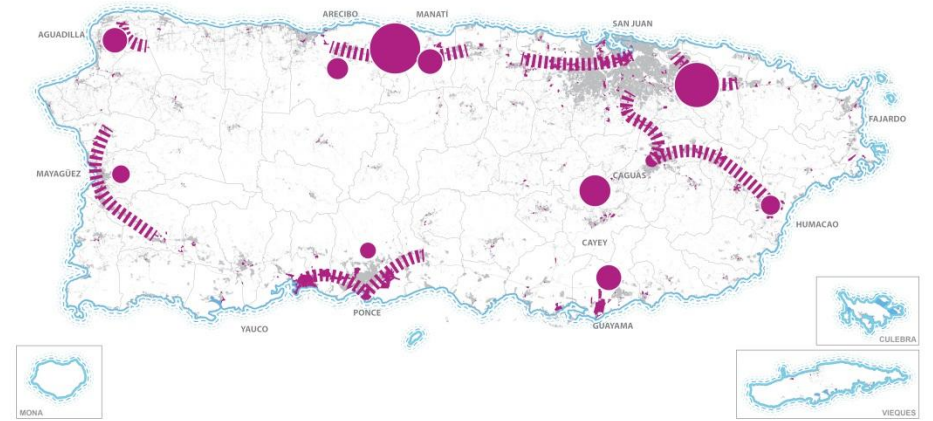 ARECIBO
MANATÍ
SAN JUAN
AGUADILLA
FAJARDO
MAYAGÜEZ
CAGUAS
HUMACAO
CAYEY
PONCE
YAUCO
GUAYAMA
CULEBRA
MONA
VIEQUES